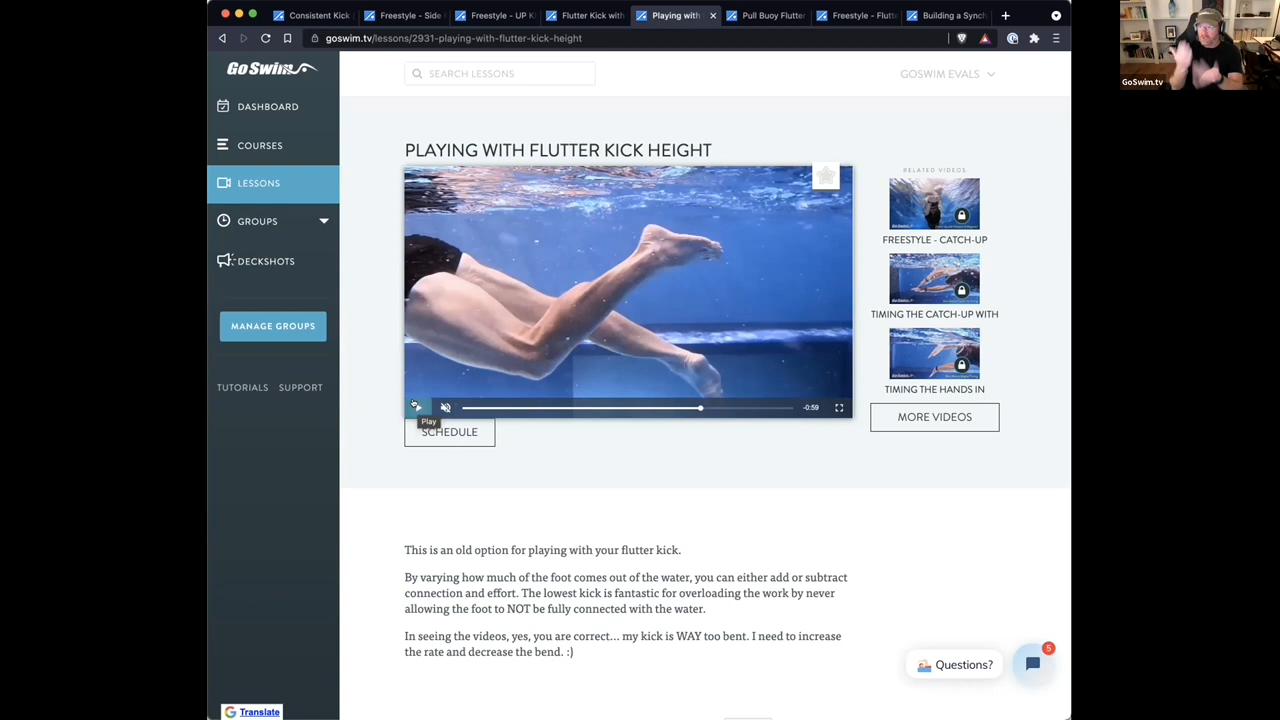 Consistent Kick
Freestyle - Side
Freestyle - UP K
Flutter Kick with
Playing with
Pull Buoy Flutter
Freestyle - Flutte
Building a Synch
goswim.tv/lessons/2931-playing-with-flutter-kick-height
GoSwim
SEARCH LESSONS
GOSWIM EVALS
DASHBOARD
COURSES
LESSONS
GROUPS
DECKSHOTS
MANAGE GROUPS
TUTORIALS SUPPORT
PLAYING WITH FLUTTER KICK HEIGHT
-0:59
Play
SCHEDULE
RELATED VIDEOS
FREESTYLE - CATCH-UP
TIMING THE CATCH-UP WITH
TIMING THE HANDS IN
MORE VIDEOS
This is an old option for playing with your flutter kick.
By varying how much of the foot comes out of the water, you can either add or subtract
connection and effort. The lowest kick is fantastic for overloading the work by never
allowing the foot to NOT be fully connected with the water.
In seeing the videos, yes, you are correct... my kick is WAY too bent. I need to increase
the rate and decrease the bend. :)
Questions?
5
G Translate
GoSwim.tv